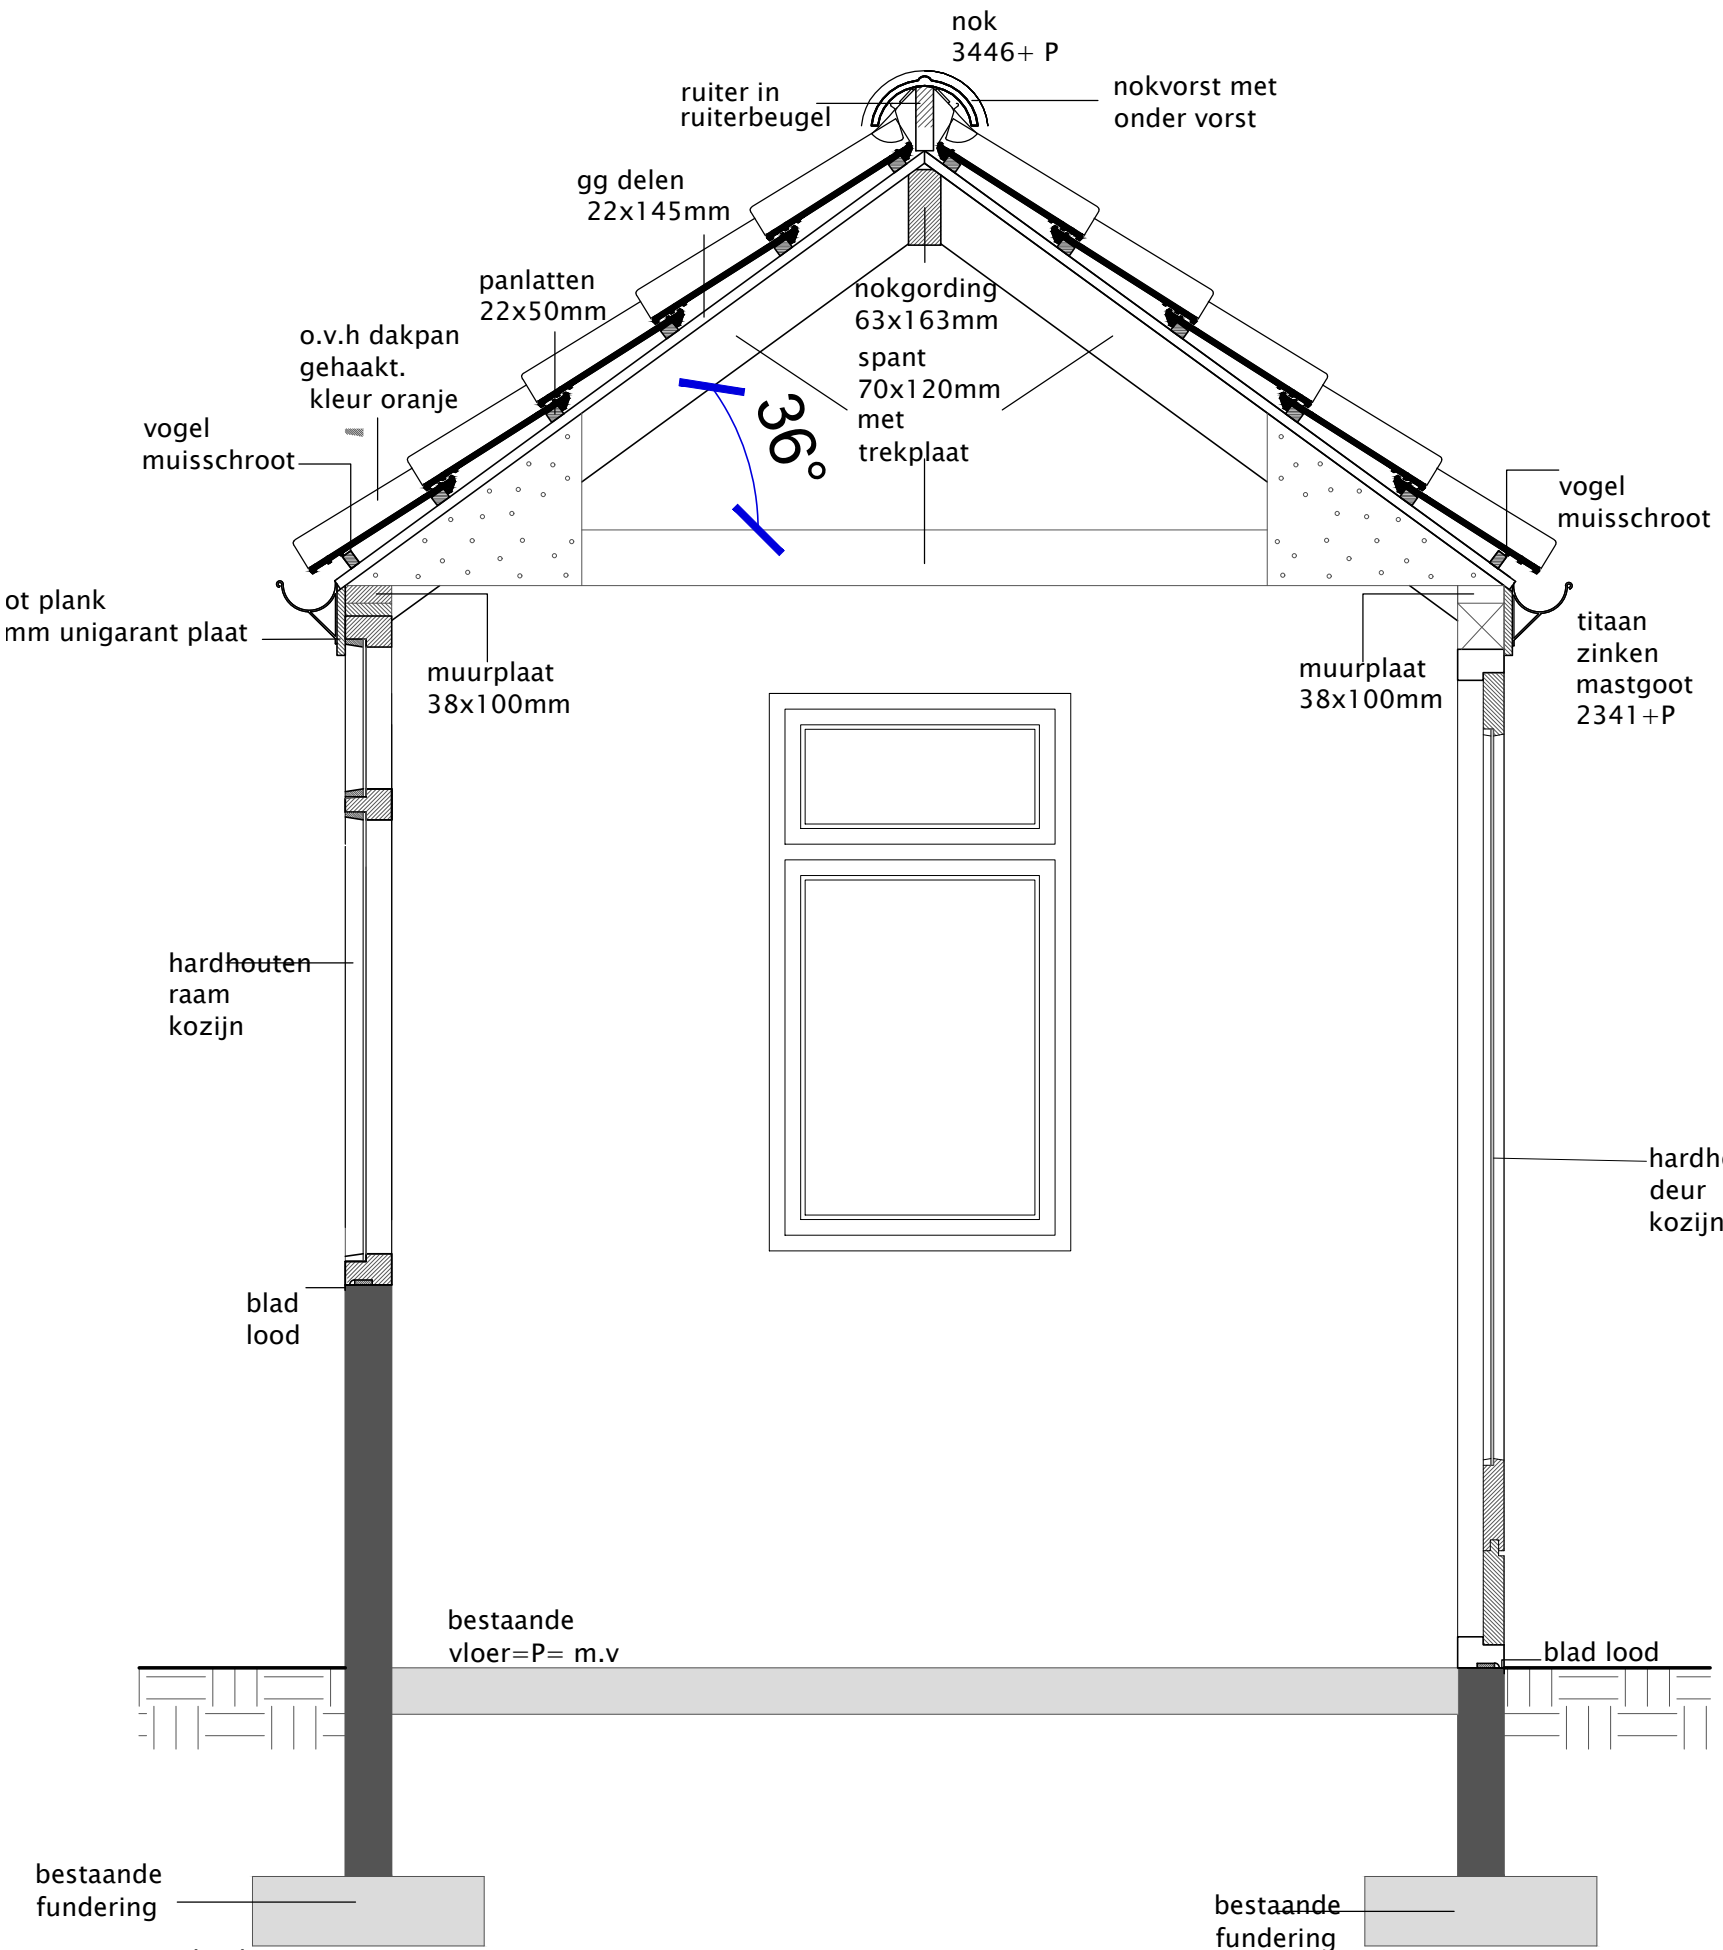 nok
3446+ P
ruiter in
ruiterbeugel
nokvorst met
onder vorst
gg delen
22x145mm
panlatten
22x50mm
nokgording
63x163mm
o.v.h dakpan
gehaakt.
kleur oranje
spant
70x120mm
met
trekplaat
36°
vogel
muisschroot
vogel
muisschroot
ot plank
mm unigarant plaat
titaan
zinken
mastgoot
2341+P
muurplaat
38x100mm
muurplaat
38x100mm
hardhouten
raam
kozijn
hardh
deur
kozijn
blad
lood
bestaande
vloer=P= m.v
blad lood
bestaande
fundering
bestaande
fundering